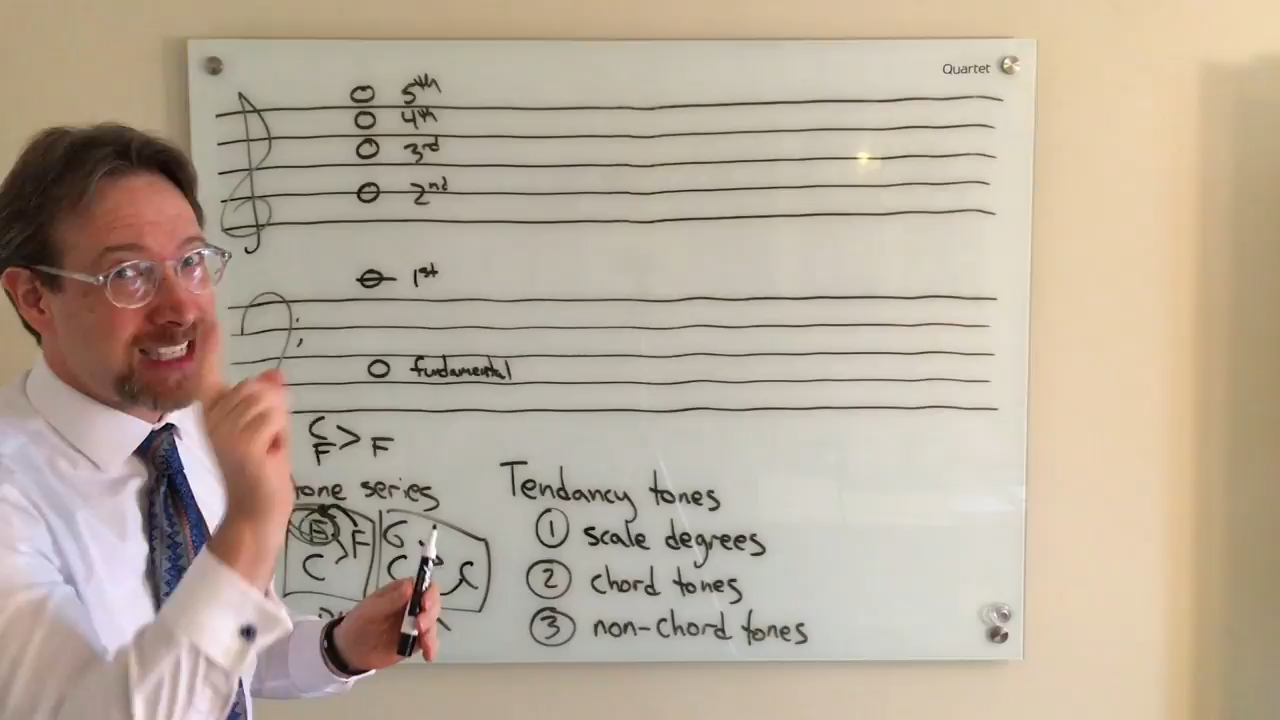 Quartet
5th
4th
3rd
2nd
1st
fundamental
C
F > F
one series
E F
C
G
C C
Tendancy tones
1 scale degrees
2 chord tones
3 non-chord tones